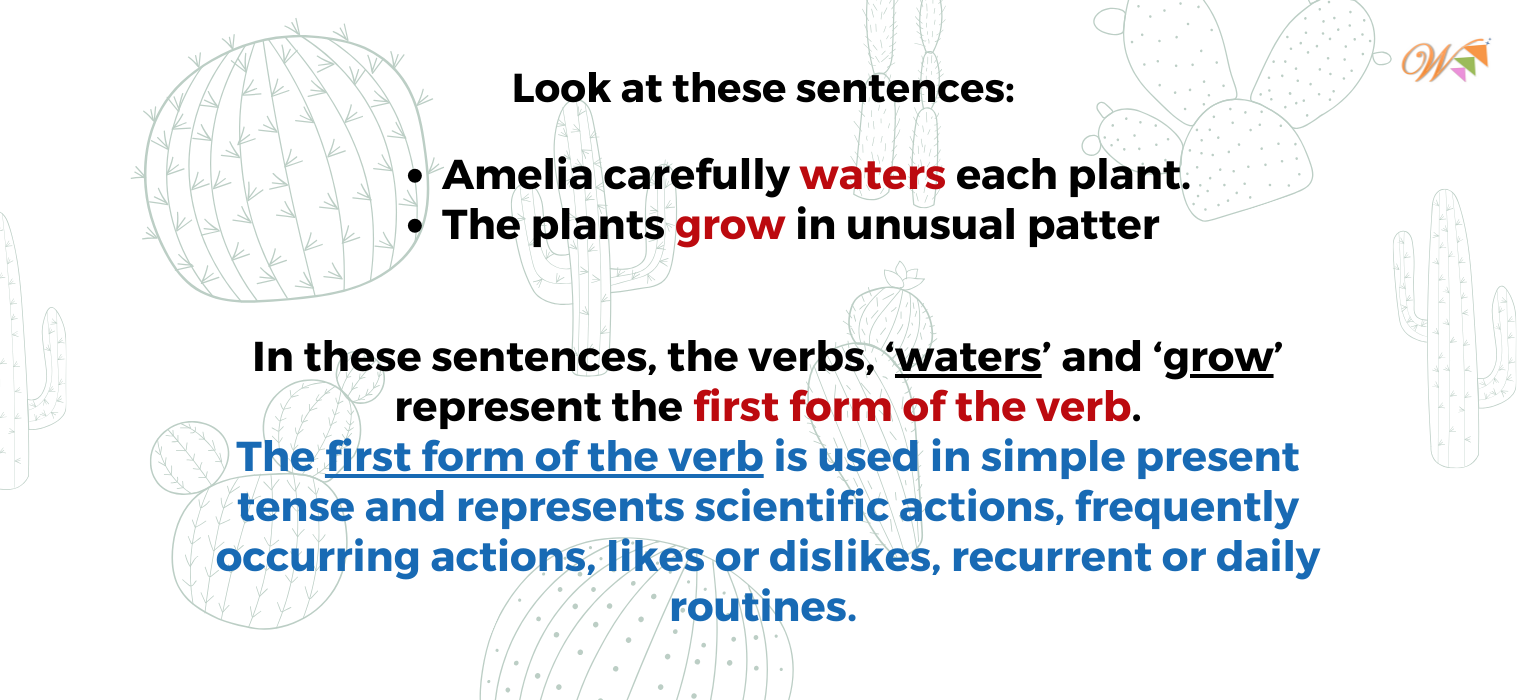 Look at these sentences:
• Amelia carefully waters each plant.
• The plants grow in unusual patter
In these sentences, the verbs, ‘waters’ and ‘grow’
represent the first form of the verb.
The first form of the verb is used in simple present
tense and represents scientific actions, frequently
occurring actions, likes or dislikes, recurrent or daily
routines.
W